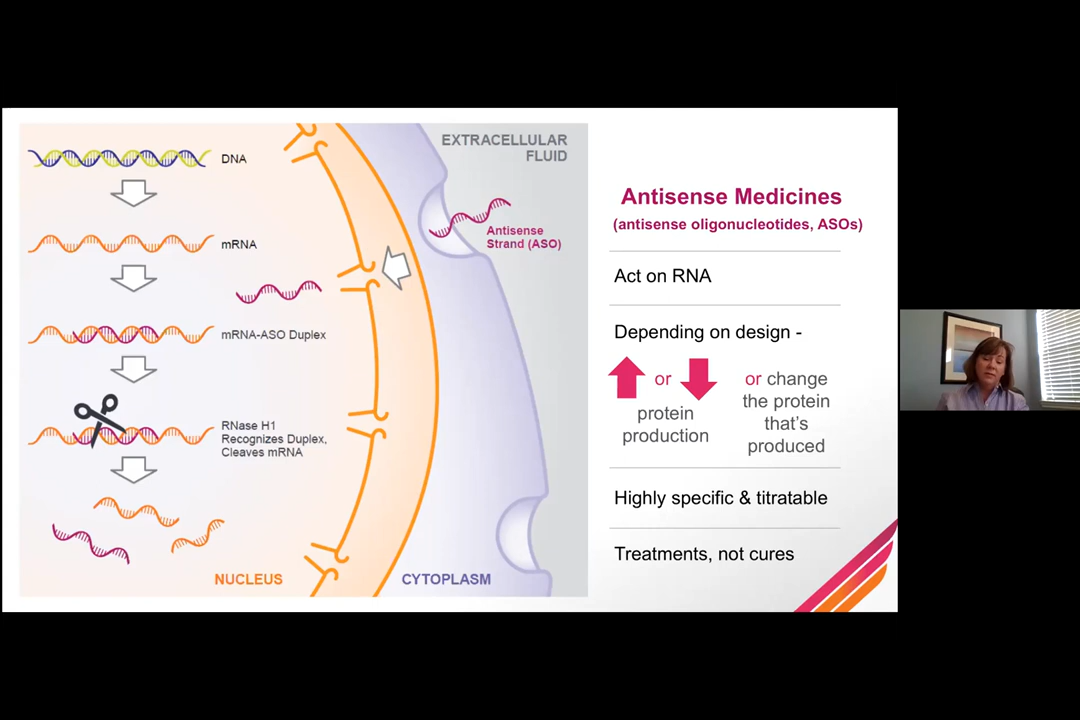 EXTRACELLULAR
FLUID
DNA
Antisense
Strand (ASO)
mRNA
mRNA-ASO Duplex
RNase H1
Recognizes Duplex,
Cleaves mRNA
NUCLEUS
CYTOPLASM
Antisense Medicines
(antisense oligonucleotides, ASOs)
Act on RNA
Depending on design -
or
protein
production
or change
the protein
that's
produced
Highly specific & titratable
Treatments, not cures